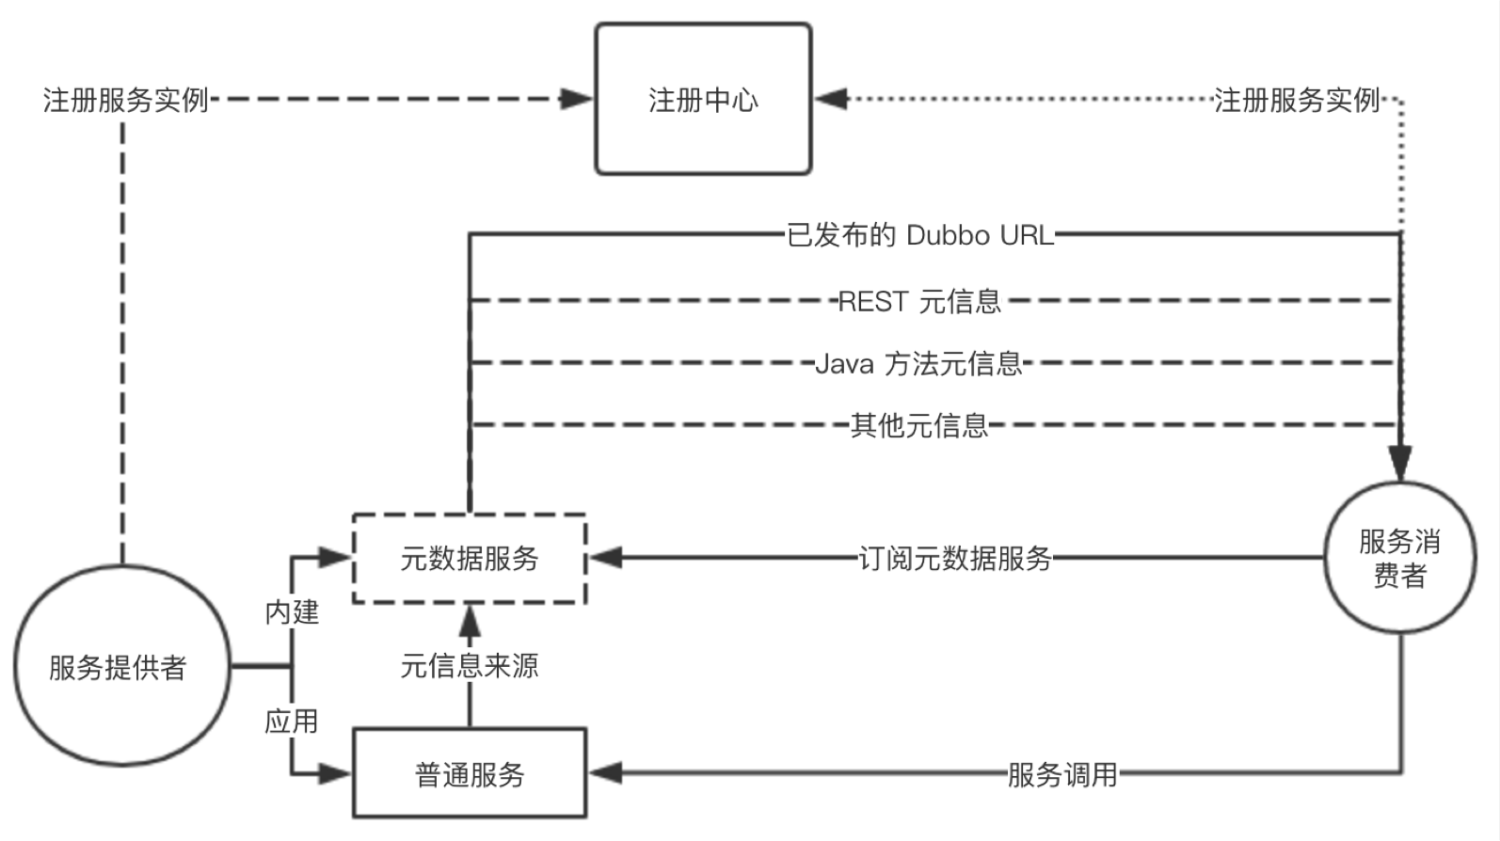 注册服务实例
注册中心
注册服务实例
已发布的 Dubbo URL
REST 元信息
Java 方法元信息
其他元信息
元数据服务
订阅元数据服务
服务消
费者
内建
服务提供者
元信息来源
应用
普通服务
服务调用